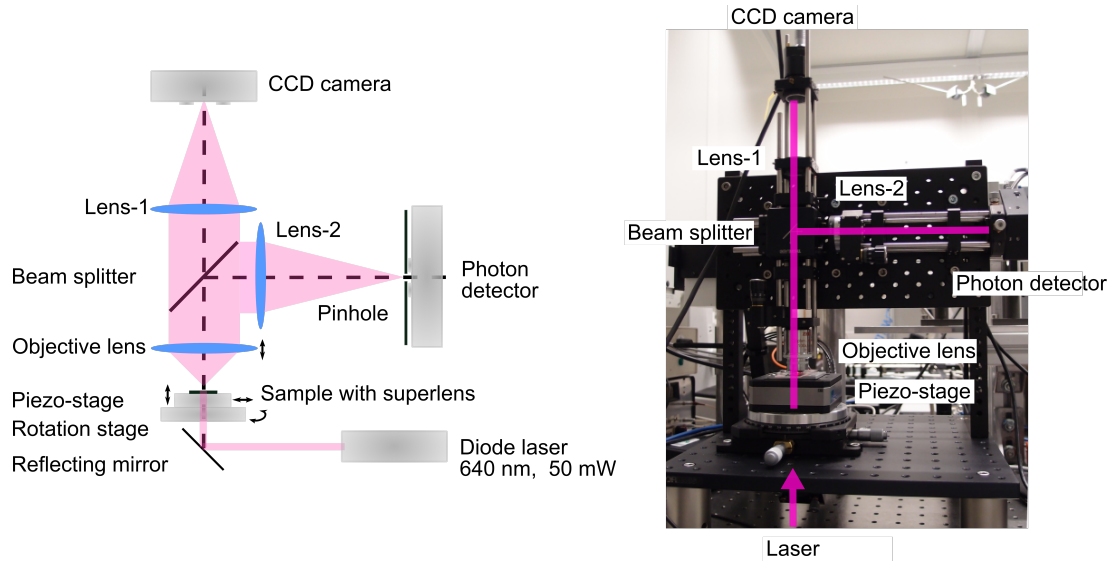 CCD camera
Lens-1
Lens-2
Beam splitter
Photon
detector
Pinhole
Objective lens
Piezo-stage
Sample with superlens
Rotation stage
Reflecting mirror
Diode laser
640 nm, 50 mW
CCD camera
Lens-1
Lens-2
Beam splitter
Photon detector
Objective lens
Piezo-stage
Laser